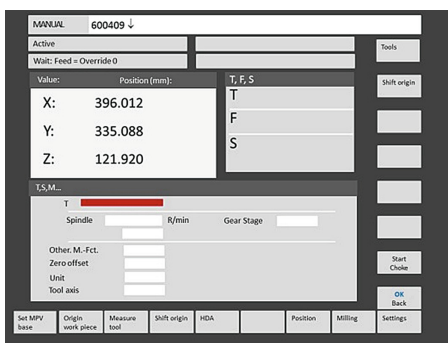 MANUAL 600409 ↓
Active
Tools
Wait: Feed = Override 0
Value: Position (mm):
T, F, S
Shift origin
X: 396.012
T
Y: 335.088
F
Z: 121.920
S
T,S,M...
T
Spindle R/min Gear Stage
Other. M.-Fct.
Zero offset
Unit
Tool axis
Start
Choke
OK
Back
Set MPV
base
Origin
work piece
Measure
tool
Shift origin
HDA
Position
Milling
Settings